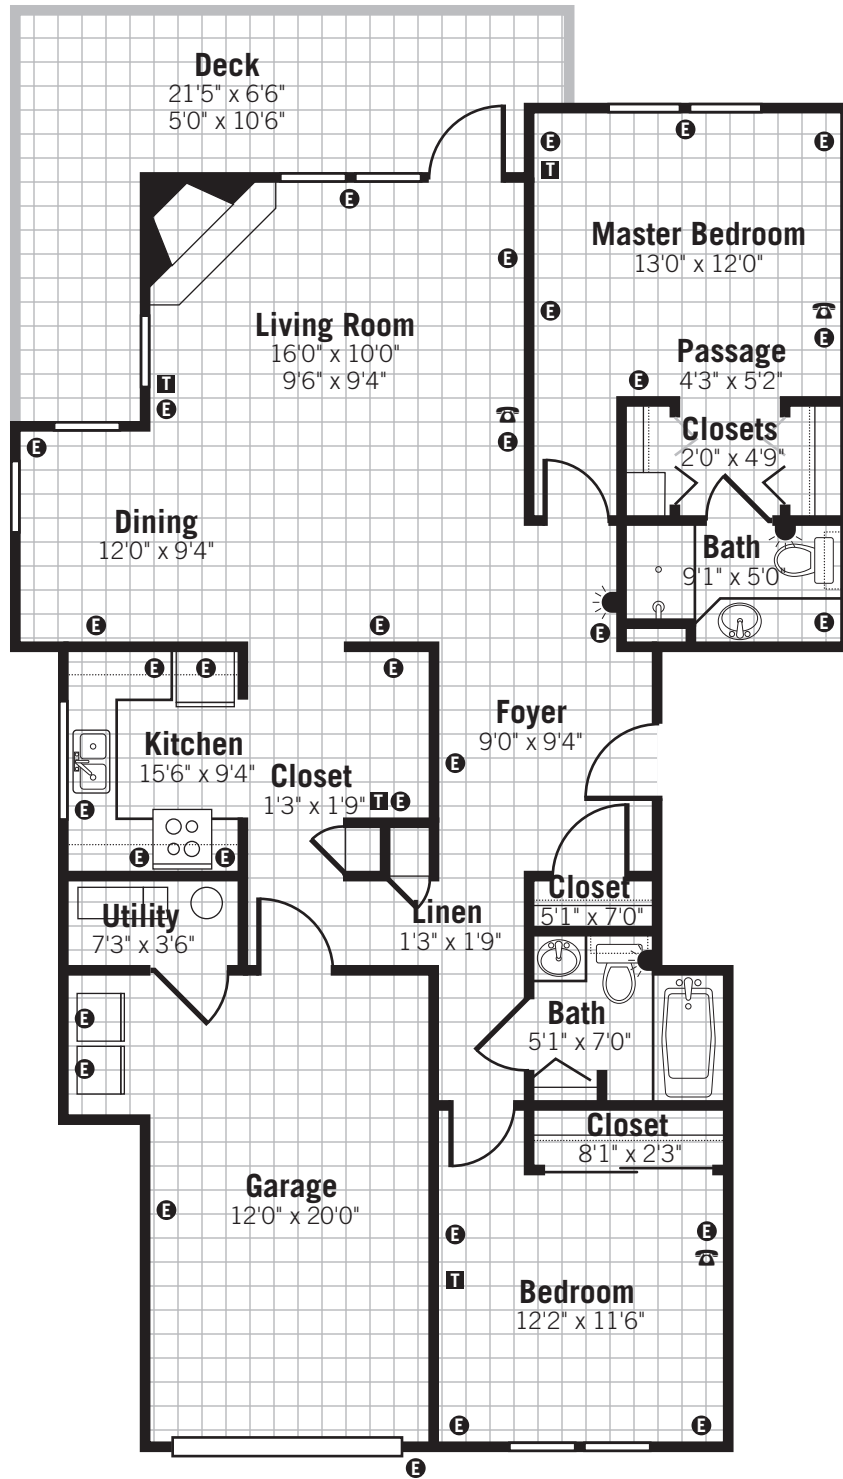 Deck
21'5" x 6'6"
5'0" x 10'6"
E
E
E
T
E
E
Master Bedroom
13'0" x 12'0"
E
E
E
Living Room
16'0" x 10'0"
9'6" x 9'4"
Passage
4'3" x 5'2"
E
T
E
E
E
Closets
2'0" x 4'9"
Dining
12'0" x 9'4"
Bath
9'1" x 5'0"
E
E
E
E
E
E
E
Kitchen
15'6" x 9'4"
Foyer
9'0" x 9'4"
E
Closet
1'3" x 1'9"
T E
E
E
E
Closet
5'1" x 7'0"
Utility
7'3" x 3'6"
Linen
1'3" x 1'9"
E
E
Bath
5'1" x 7'0"
Closet
8'1" x 2'3"
Garage
12'0" x 20'0"
E
E
E
T
Bedroom
12'2" x 11'6"
E
E
E